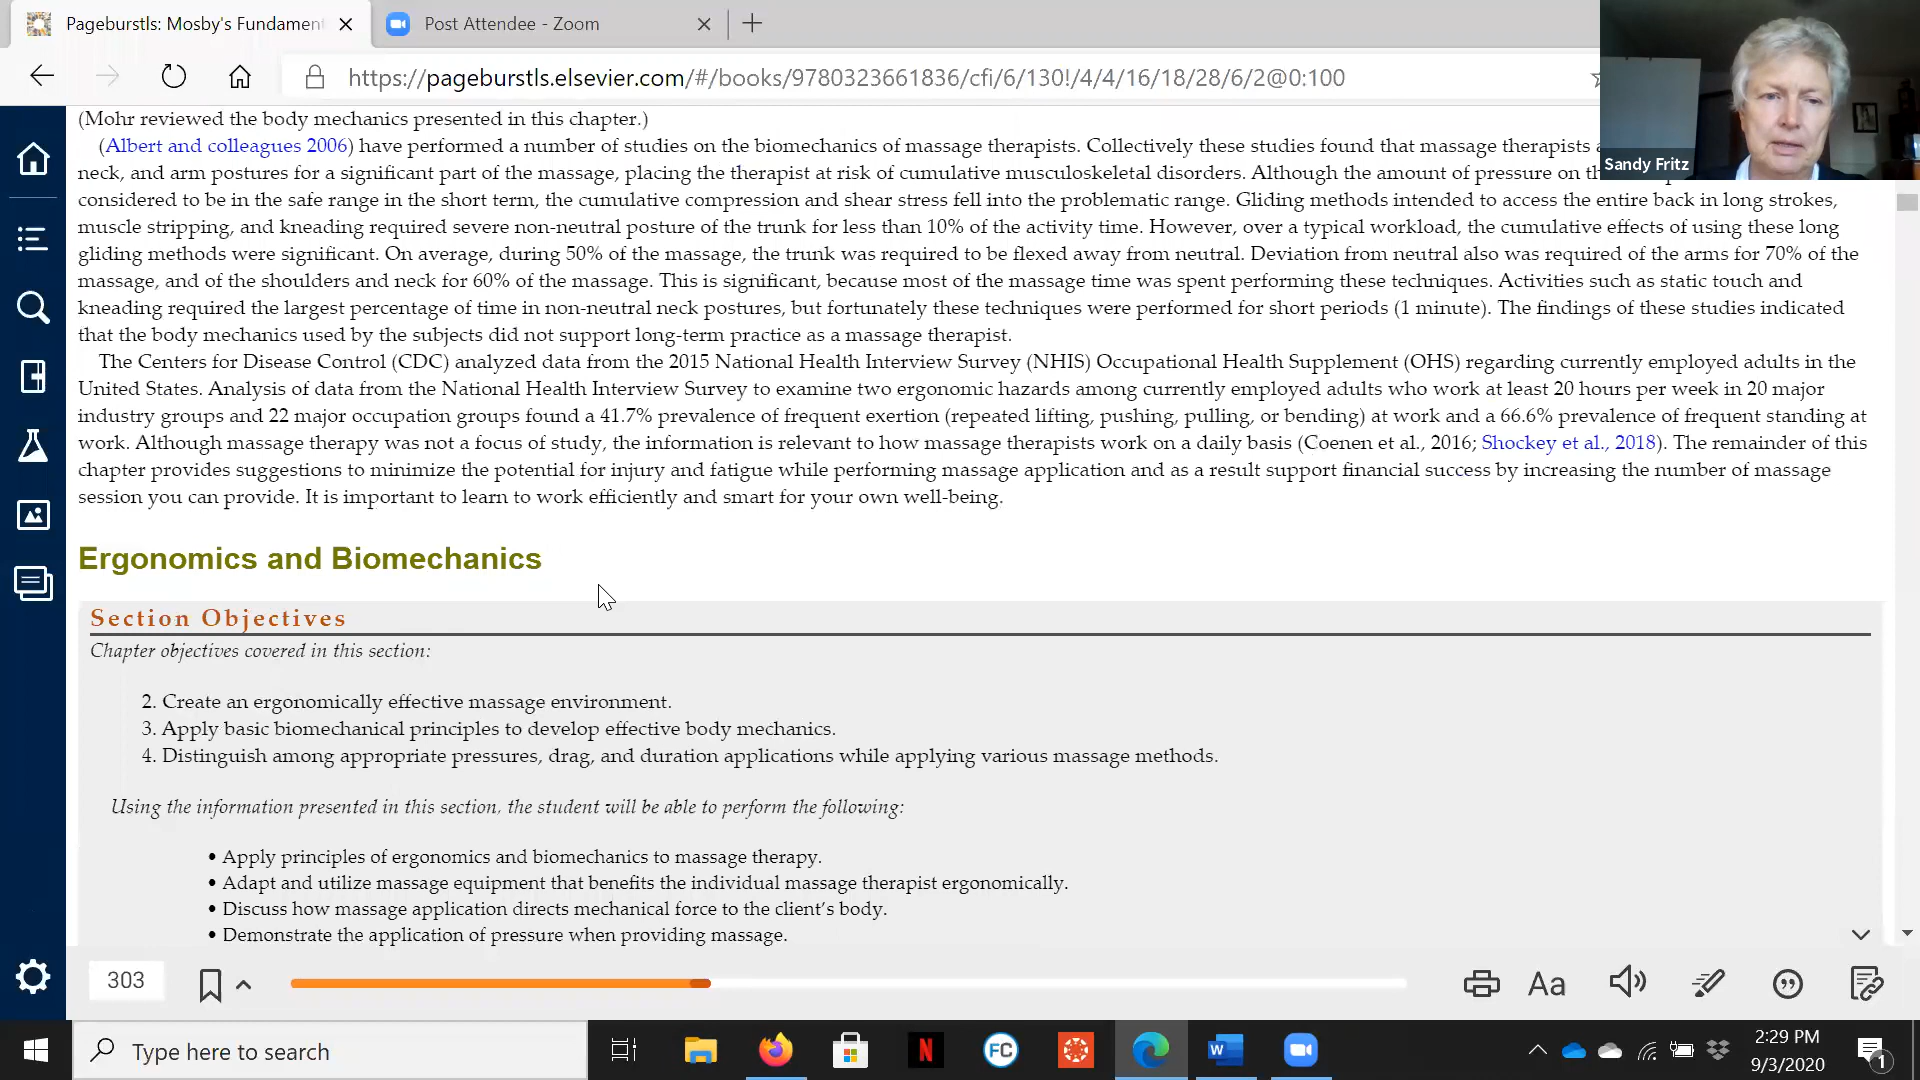 Pageburstls: Mosby's Fundament
Post Attendee - Zoom
https://pageburstls.elsevier.com/#/books/9780323661836/cfi/6/130!/4/4/16/18/28/6/2@0:100
Sandy Fritz
(Mohr reviewed the body mechanics presented in this chapter.)
(Albert and colleagues 2006) have performed a number of studies on the biomechanics of massage therapists. Collectively these studies found that massage therapists
neck, and arm postures for a significant part of the massage, placing the therapist at risk of cumulative musculoskeletal disorders. Although the amount of pressure on
considered to be in the safe range in the short term, the cumulative compression and shear stress fell into the problematic range. Gliding methods intended to access the entire back in long strokes,
muscle stripping, and kneading required severe non-neutral posture of the trunk for less than 10% of the activity time. However, over a typical workload, the cumulative effects of using these long
gliding methods were significant. On average, during 50% of the massage, the trunk was required to be flexed away from neutral. Deviation from neutral also was required of the arms for 70% of the
massage, and of the shoulders and neck for 60% of the massage. This is significant, because most of the massage time was spent performing these techniques. Activities such as static touch and
kneading required the largest percentage of time in non-neutral neck postures, but fortunately these techniques were performed for short periods (1 minute). The findings of these studies indicated
that the body mechanics used by the subjects did not support long-term practice as a massage therapist.
The Centers for Disease Control (CDC) analyzed data from the 2015 National Health Interview Survey (NHIS) Occupational Health Supplement (OHS) regarding currently employed adults in the
United States. Analysis of data from the National Health Interview Survey to examine two ergonomic hazards among currently employed adults who work at least 20 hours per week in 20 major
industry groups and 22 major occupation groups found a 41.7% prevalence of frequent exertion (repeated lifting, pushing, pulling, or bending) at work and a 66.6% prevalence of frequent standing at
work. Although massage therapy was not a focus of study, the information is relevant to how massage therapists work on a daily basis (Coenen et al., 2016; Shockey et al., 2018). The remainder of this
chapter provides suggestions to minimize the potential for injury and fatigue while performing massage application and as a result support financial success by increasing the number of massage
session you can provide. It is important to learn to work efficiently and smart for your own well-being.
Ergonomics and Biomechanics
Section Objectives
Chapter objectives covered in this section:
2. Create an ergonomically effective massage environment.
3. Apply basic biomechanical principles to develop effective body mechanics.
4. Distinguish among appropriate pressures, drag, and duration applications while applying various massage methods.
Using the information presented in this section, the student will be able to perform the following:
• Apply principles of ergonomics and biomechanics to massage therapy.
• Adapt and utilize massage equipment that benefits the individual massage therapist ergonomically.
• Discuss how massage application directs mechanical force to the client's body.
• Demonstrate the application of pressure when providing massage.
303
Aa
Type here to search
N
FC
W
2:29 PM
9/3/2020
1